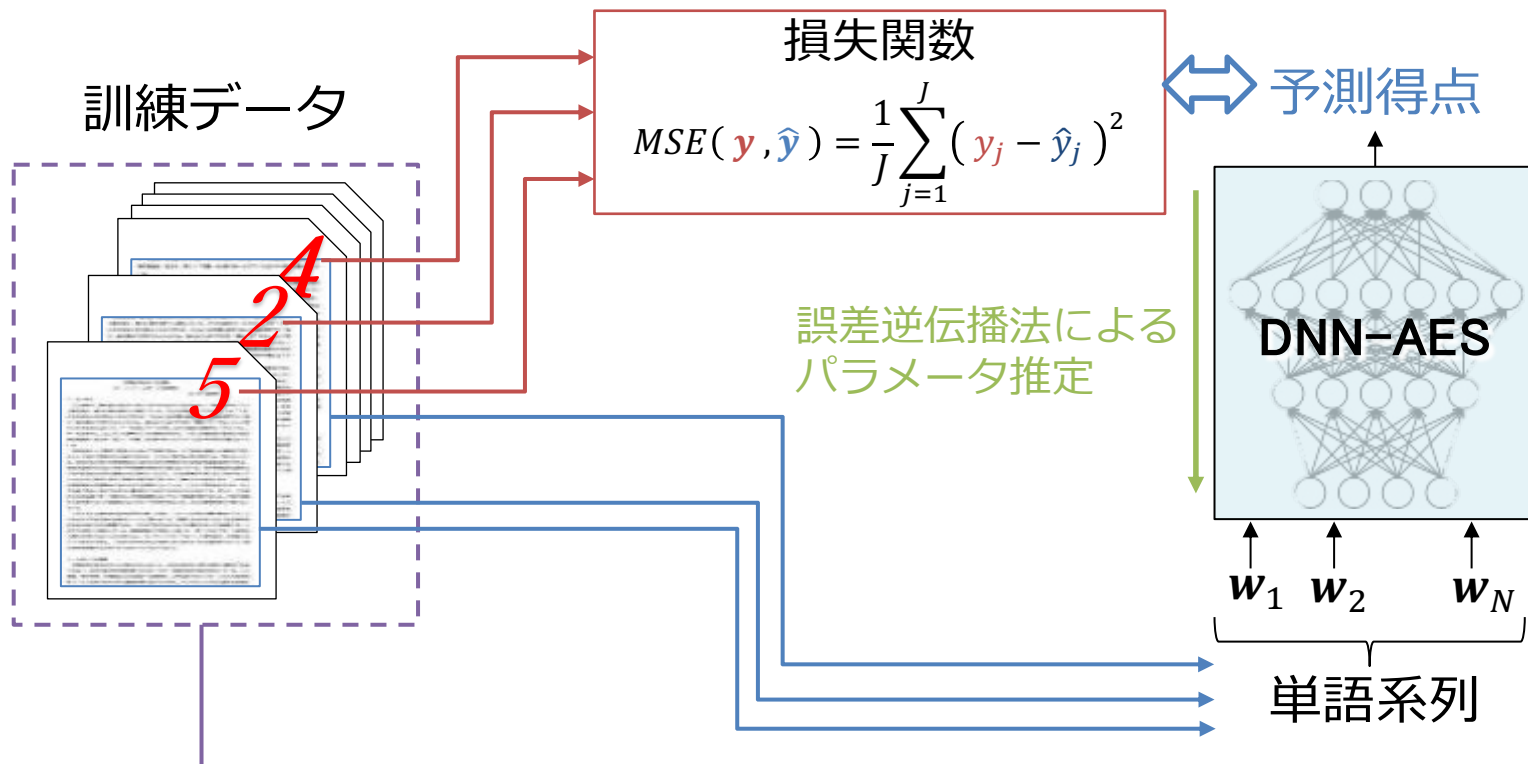 訓練データ
4
2
5
損失関数
MSE(y, ŷ) = 1/J ∑_{j=1}^{J} (y_j − ŷ_j)^2
予測得点
誤差逆伝播法による
パラメータ推定
DNN-AES
w_1 w_2 w_N
単語系列